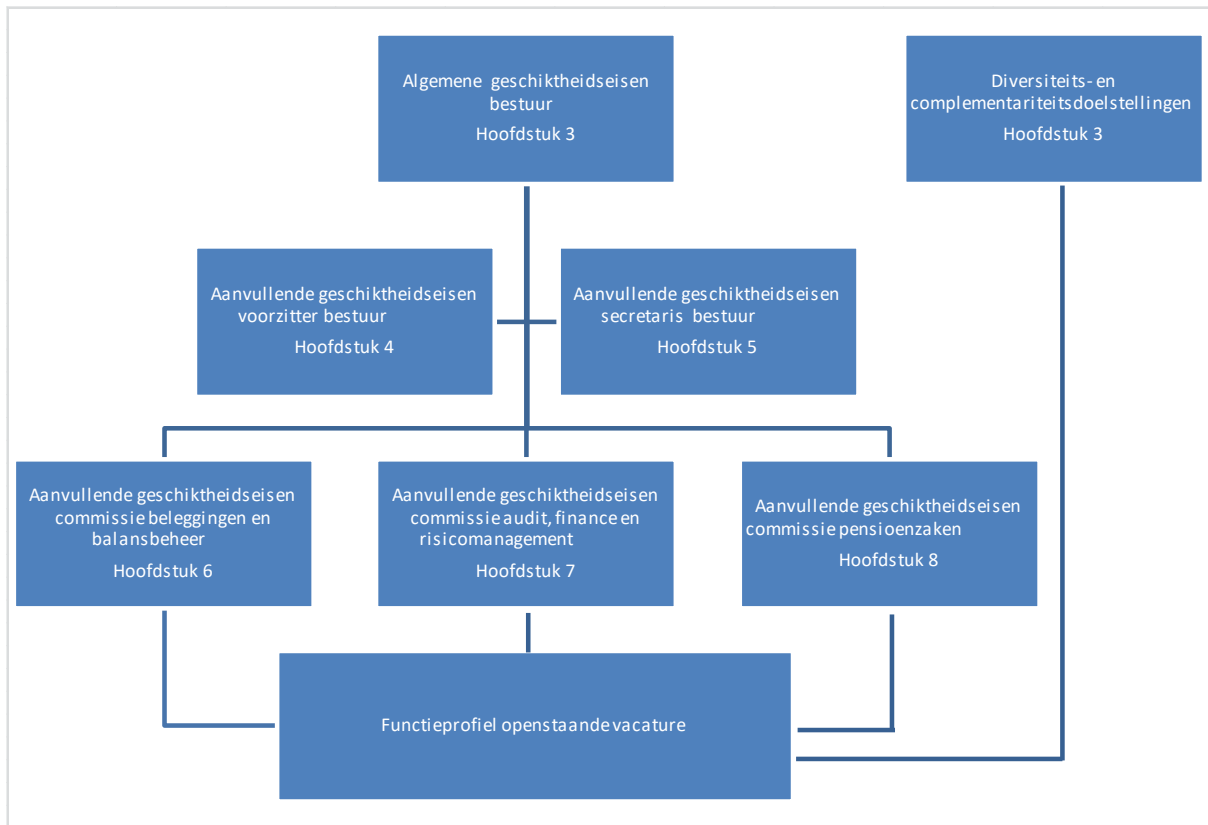 Algemene geschiktheidseisen
bestuur
Hoofdstuk 3
Diversiteits- en
complementariteitsdoelstellingen
Hoofdstuk 3
Aanvullende geschiktheidseisen
voorzitter bestuur
Hoofdstuk 4
Aanvullende geschiktheidseisen
secretaris bestuur
Hoofdstuk 5
Aanvullende geschiktheidseisen
commissie beleggingen en
balansbeheer
Hoofdstuk 6
Aanvullende geschiktheidseisen
commissie audit, finance en
risicomanagement
Hoofdstuk 7
Aanvullende geschiktheidseisen
commissie pensioenzaken
Hoofdstuk 8
Functieprofiel openstaande vacature